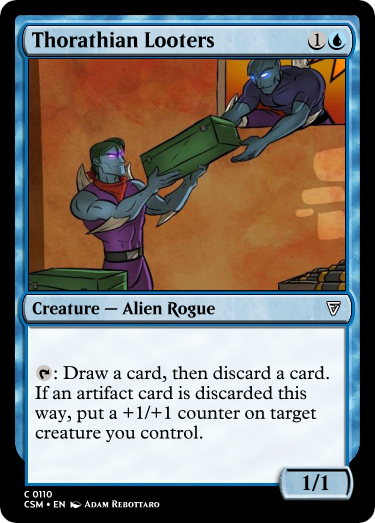 Thorathian Looters 1
Creature — Alien Rogue
: Draw a card, then discard a card.
If an artifact card is discarded this
way, put a +1/+1 counter on target
creature you control.
1/1
C 0110
CSM • EN Adam Rebottaro